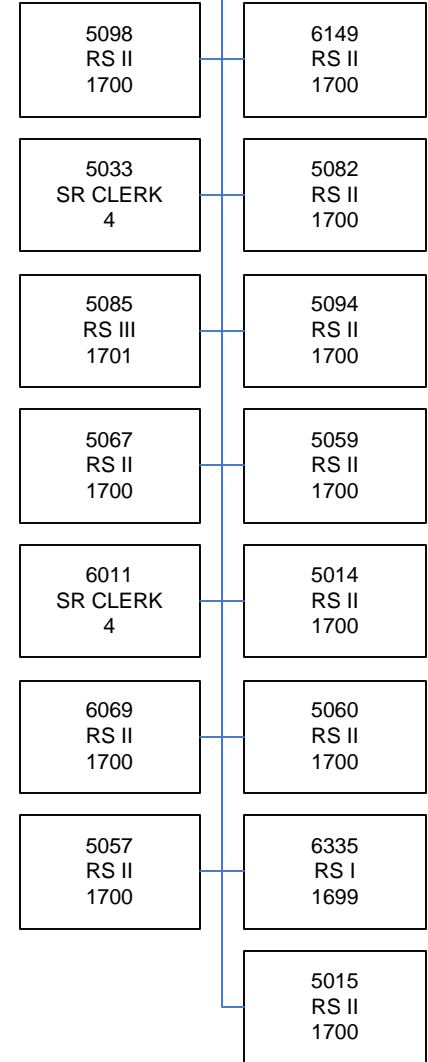 5098
RS II
1700
6149
RS II
1700
5033
SR CLERK
4
5082
RS II
1700
5085
RS III
1701
5094
RS II
1700
5067
RS II
1700
5059
RS II
1700
6011
SR CLERK
4
5014
RS II
1700
6069
RS II
1700
5060
RS II
1700
5057
RS II
1700
6335
RS I
1699
5015
RS II
1700